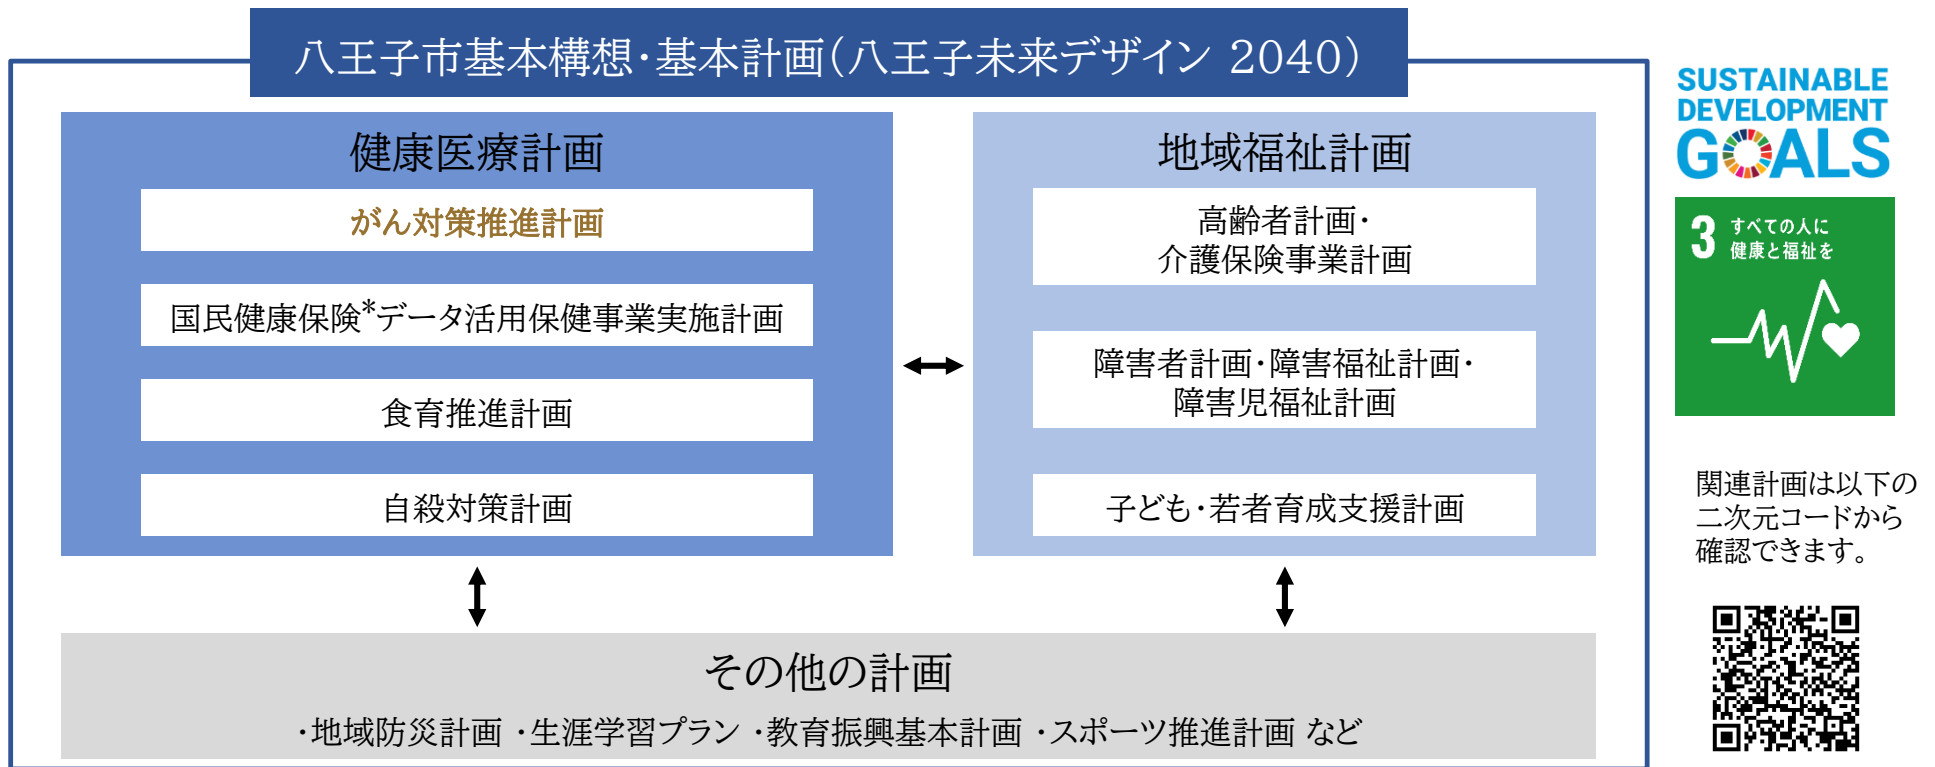 八王子市基本構想・基本計画(八王子未来デザイン 2040)
健康医療計画
がん対策推進計画
国民健康保険*データ活用保健事業実施計画
食育推進計画
自殺対策計画
地域福祉計画
高齢者計画・
介護保険事業計画
障害者計画・障害福祉計画・
障害児福祉計画
子ども・若者育成支援計画
その他の計画
・地域防災計画 ・生涯学習プラン ・教育振興基本計画 ・スポーツ推進計画 など
SUSTAINABLE
DEVELOPMENT
GOALS
3 すべての人に
健康と福祉を
関連計画は以下の
二次元コードから
確認できます。